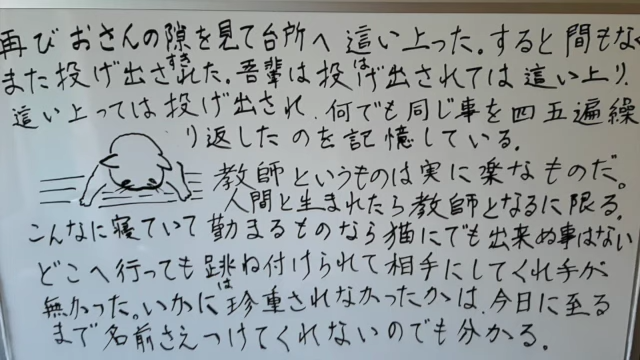 再びおさんの隙を見て台所へ這い上った。すると間もなく
また投げ出された。吾輩は投げ出されては這い上り、
這い上っては投げ出され、何でも同じ事を四五遍繰
り返したのを記憶している。
教師というものは実に楽なものだ。
人間と生まれたら教師となるに限る。
こんなに寝ていて勤まるものなら猫にでも出来ぬ事はない
どこへ行っても跳ね付けられて相手にしてくれ手が
無かった。いかに珍重されなかったかは、今日に至る
まで名前さえつけてくれないのでも分かる。